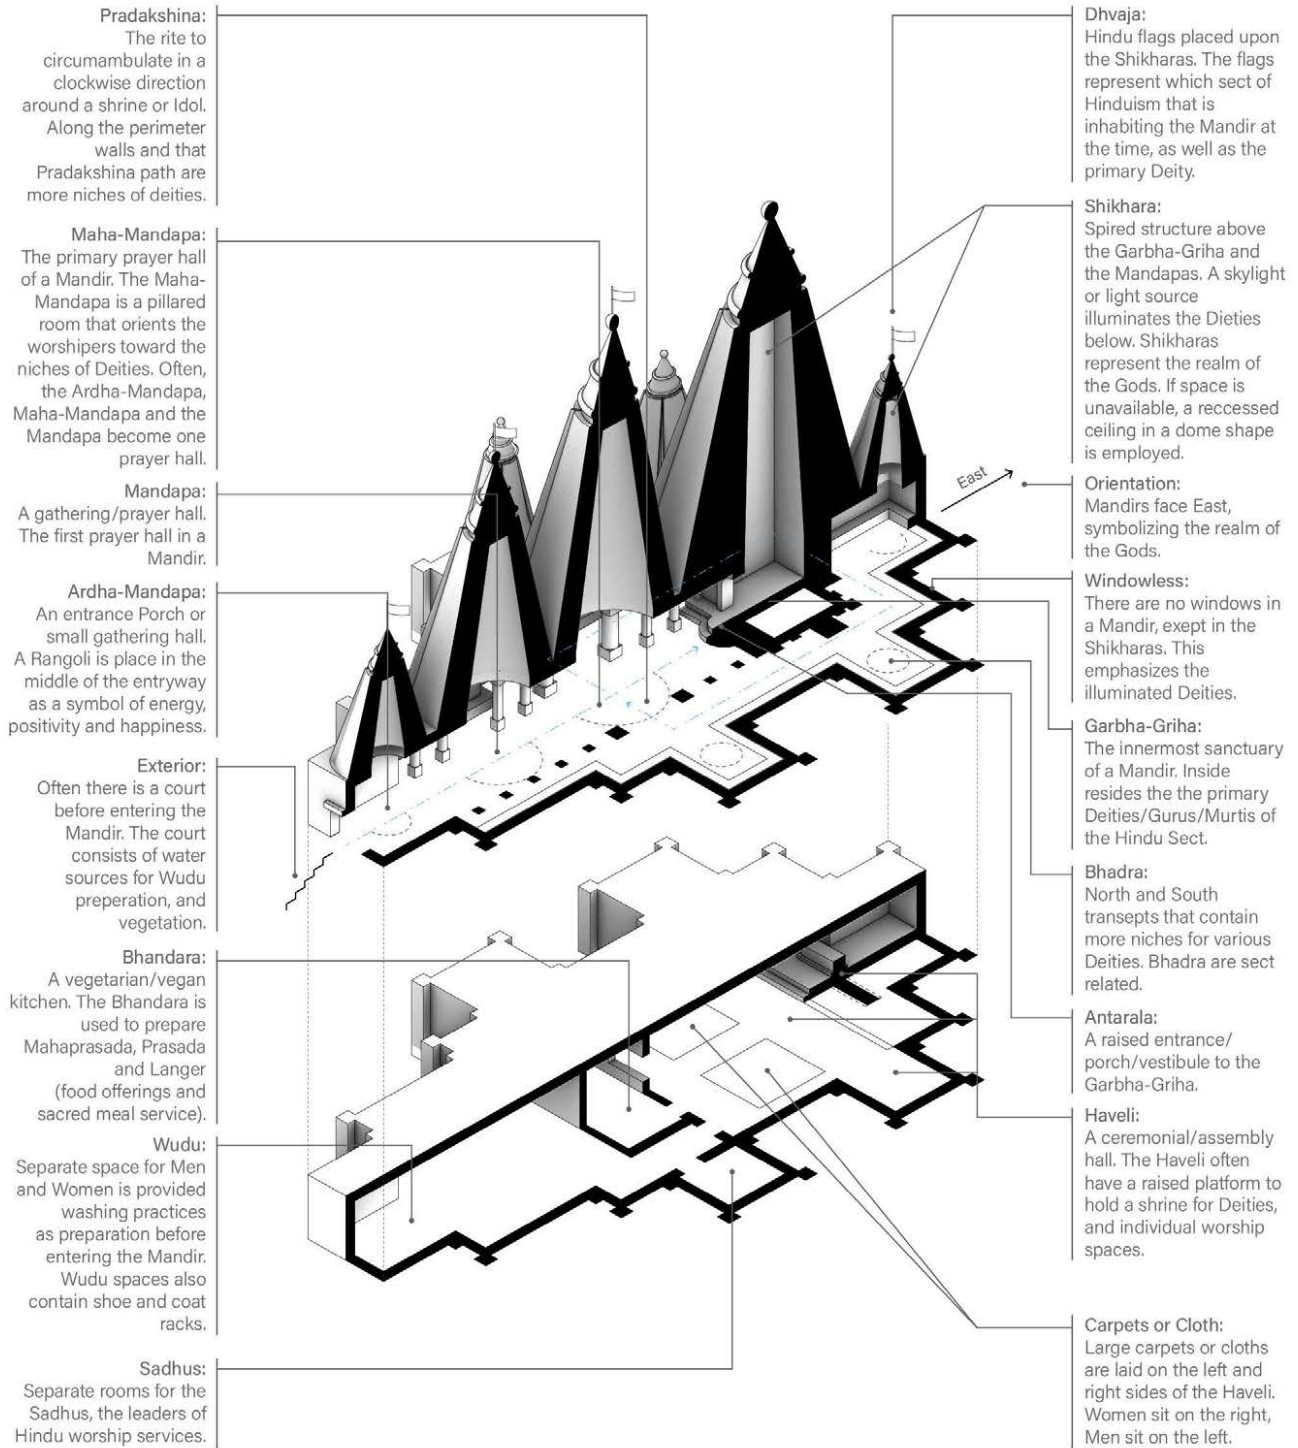 Pradakshina:
The rite to
circumambulate in a
clockwise direction
around a shrine or Idol.
Along the perimeter
walls and that
Pradakshina path are
more niches of deities.
Maha-Mandapa:
The primary prayer hall
of a Mandir. The Maha-
Mandapa is a pillared
room that orients the
worshipers toward the
niches of Deities. Often,
the Ardha-Mandapa,
Maha-Mandapa and the
Mandapa become one
prayer hall.
Mandapa:
A gathering/prayer hall.
The first prayer hall in a
Mandir.
Ardha-Mandapa:
An entrance Porch or
small gathering hall.
A Rangoli is place in the
middle of the entryway
as a symbol of energy,
positivity and happiness.
Exterior:
Often there is a court
before entering the
Mandir. The court
consists of water
sources for Wudu
preperation, and
vegetation.
Bhandara:
A vegetarian/vegan
kitchen. The Bhandara is
used to prepare
Mahaprasada, Prasada
and Langer
(food offerings and
sacred meal service).
Wudu:
Separate space for Men
and Women is provided
washing practices
as preparation before
entering the Mandir.
Wudu spaces also
contain shoe and coat
racks.
Sadhus:
Separate rooms for the
Sadhus, the leaders of
Hindu worship services.
East
Dhvaja:
Hindu flags placed upon
the Shikharas. The flags
represent which sect of
Hinduism that is
inhabiting the Mandir at
the time, as well as the
primary Deity.
Shikhara:
Spired structure above
the Garbha-Griha and
the Mandapas. A skylight
or light source
illuminates the Dieties
below. Shikharas
represent the realm of
the Gods. If space is
unavailable, a reccessed
ceiling in a dome shape
is employed.
Orientation:
Mandirs face East,
symbolizing the realm of
the Gods.
Windowless:
There are no windows in
a Mandir, exept in the
Shikharas. This
emphasizes the
illuminated Deities.
Garbha-Griha:
The innermost sanctuary
of a Mandir. Inside
resides the the primary
Deities/Gurus/Murtis of
the Hindu Sect.
Bhadra:
North and South
transepts that contain
more niches for various
Deities. Bhadra are sect
related.
Antarala:
A raised entrance/
porch/vestibule to the
Garbha-Griha.
Haveli:
A ceremonial/assembly
hall. The Haveli often
have a raised platform to
hold a shrine for Deities,
and individual worship
spaces.
Carpets or Cloth:
Large carpets or cloths
are laid on the left and
right sides of the Haveli.
Women sit on the right,
Men sit on the left.